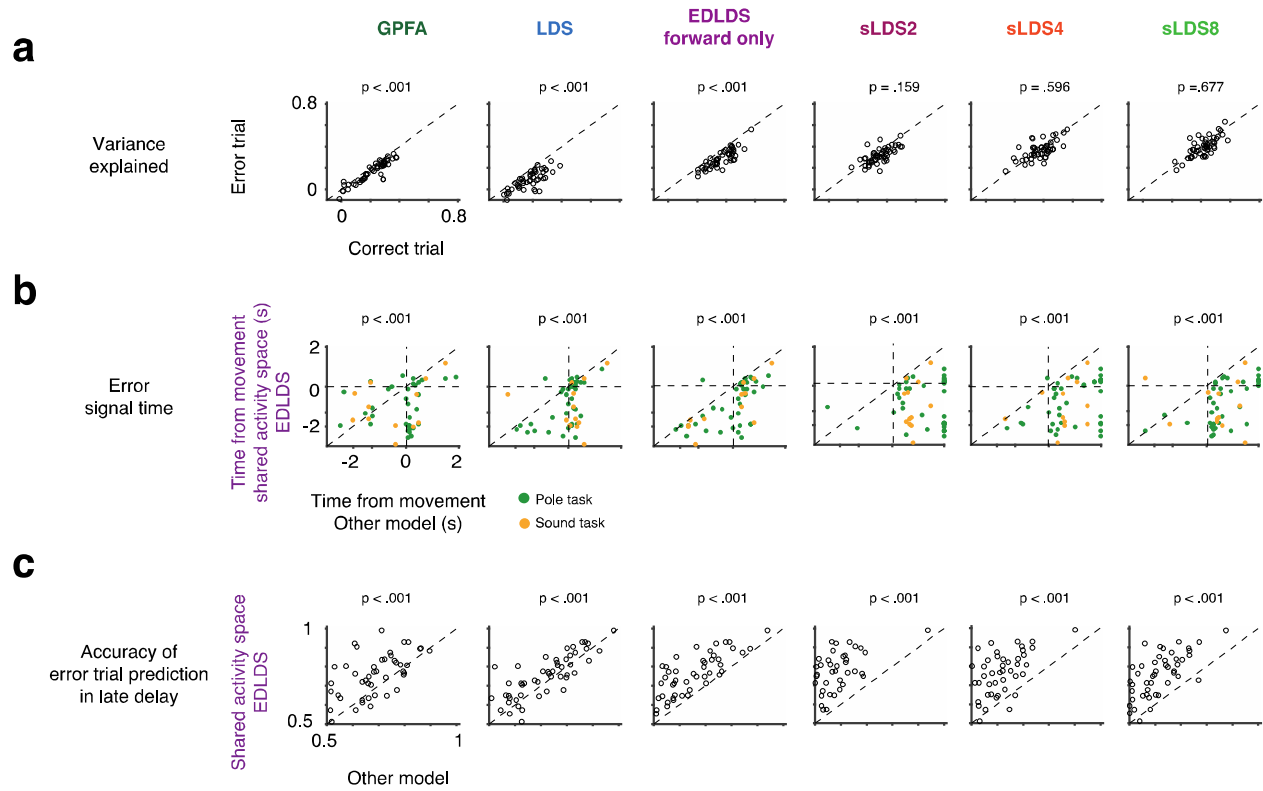 GPFA
LDS
EDLDS
forward only
sLDS2
sLDS4
sLDS8
a
p < .001
p < .001
p < .001
p = .159
p = .596
p =.677
Variance
explained
Error trial
0.8
0
0
0.8
Correct trial
b
p < .001
p < .001
p < .001
p < .001
p < .001
p < .001
Error
signal time
Time from movement
shared activity space (s)
EDLDS
2
0
-2
-2
0
2
Time from movement
Other model (s)
Pole task
Sound task
c
p < .001
p < .001
p < .001
p < .001
p < .001
p < .001
Accuracy of
error trial prediction
in late delay
Shared activity space
EDLDS
1
0.5
0.5
1
Other model